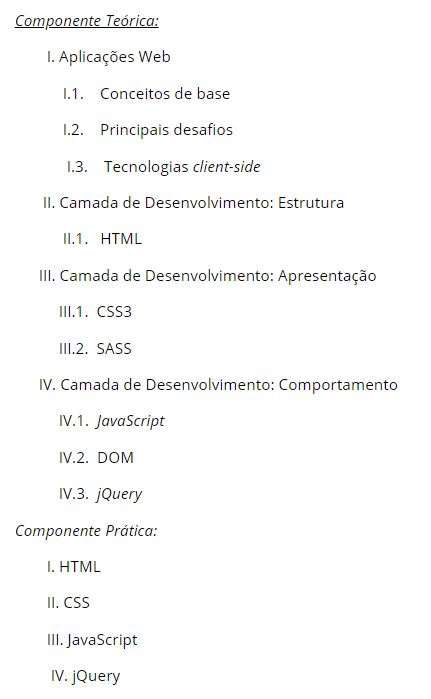 Componente Teórica:
I. Aplicações Web
I.1. Conceitos de base
I.2. Principais desafios
I.3. Tecnologias client-side
II. Camada de Desenvolvimento: Estrutura
II.1. HTML
III. Camada de Desenvolvimento: Apresentação
III.1. CSS3
III.2. SASS
IV. Camada de Desenvolvimento: Comportamento
IV.1. JavaScript
IV.2. DOM
IV.3. jQuery
Componente Prática:
I. HTML
II. CSS
III. JavaScript
IV. jQuery